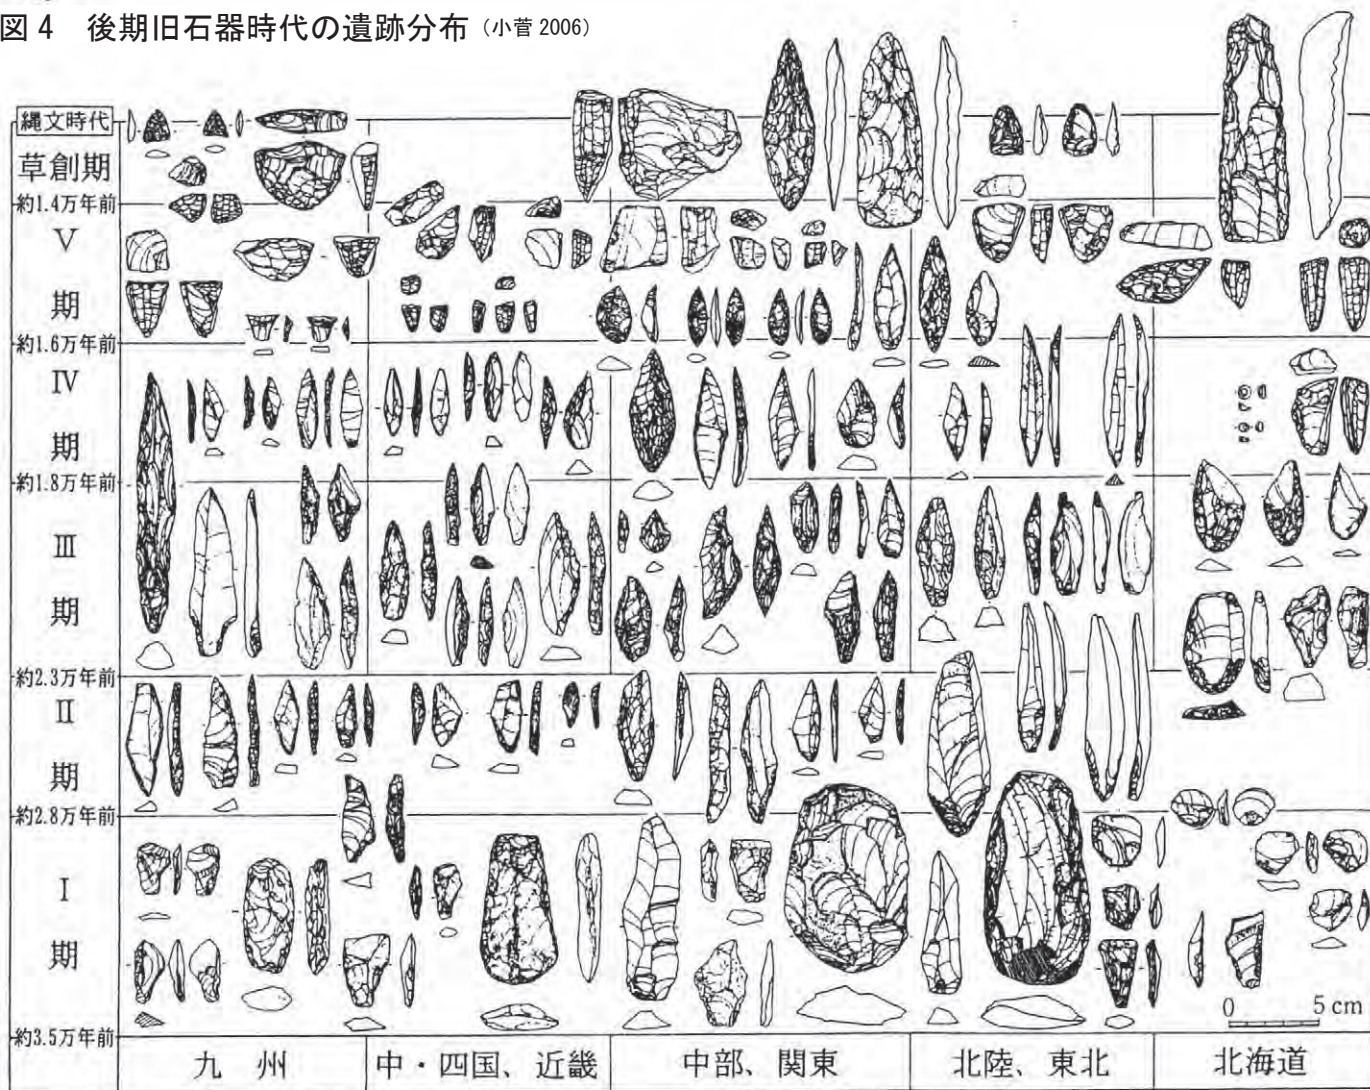 図4 後期旧石器時代の遺跡分布 (小菅 2006)
縄文時代
草創期
約1.4万年前
Ⅴ
期
約1.6万年前
Ⅳ
期
約1.8万年前
Ⅲ
期
約2.3万年前
Ⅱ
期
約2.8万年前
Ⅰ
期
約3.5万年前
0 5 cm
九 州
中・四国、近畿
中部、関東
北陸、東北
北海道